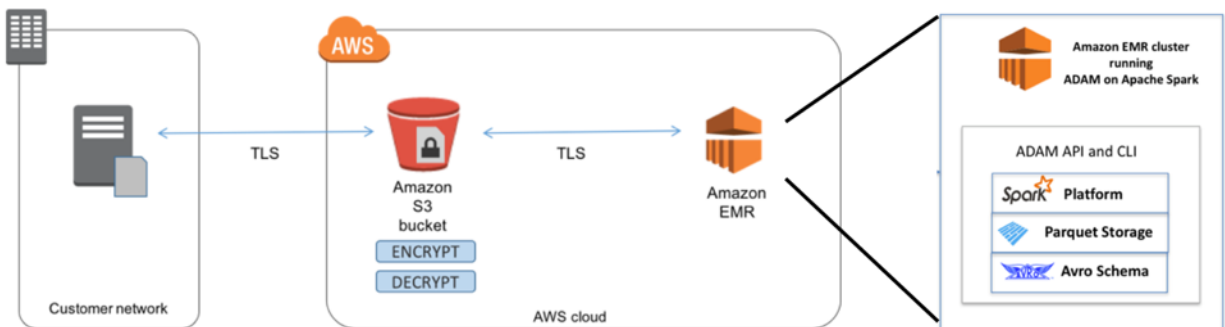 AWS
Amazon EMR cluster
running
ADAM on Apache Spark
TLS
TLS
ADAM API and CLI
Amazon
S3
bucket
Amazon
EMR
Spark Platform
Parquet Storage
ENCRYPT
DECRYPT
AVRO Avro Schema
Customer network
AWS cloud